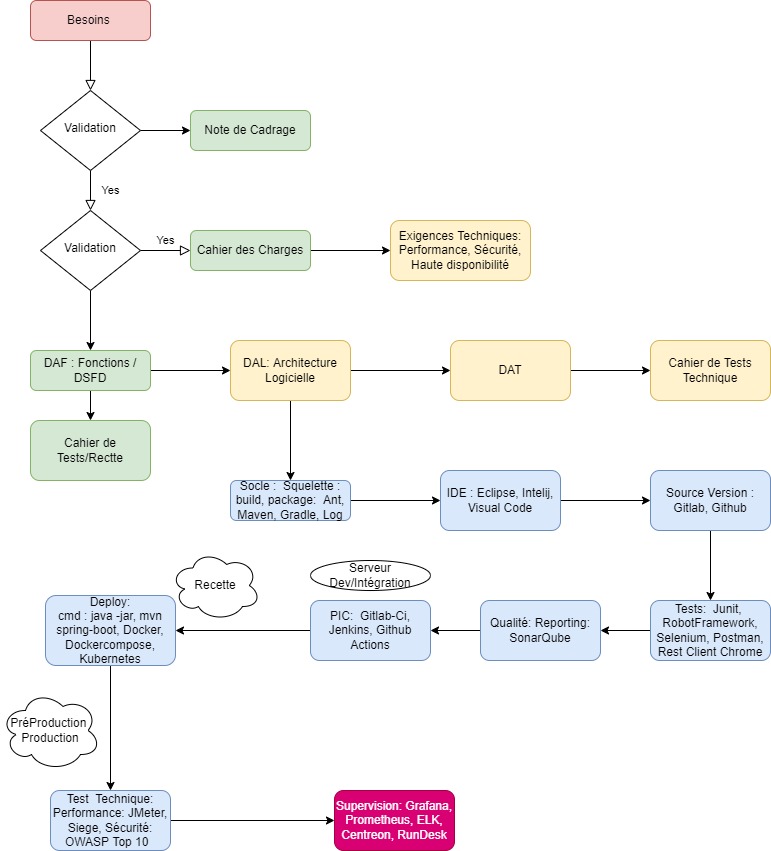 Besoins
Validation
Note de Cadrage
Yes
Validation
Yes
Cahier des Charges
Exigences Techniques:
Performance, Sécurité,
Haute disponibilité
DAF : Fonctions /
DSFD
DAL: Architecture
Logicielle
DAT
Cahier de Tests
Technique
Cahier de
Tests/Rectte
Socle :  Squelette :
build, package:  Ant,
Maven, Gradle, Log
IDE : Eclipse, Intelij,
Visual Code
Source Version :
Gitlab, Github
Recette
Serveur
Dev/Intégration
Deploy:
cmd : java -jar, mvn
spring-boot, Docker,
Dockercompose,
Kubernetes
PIC:  Gitlab-Ci,
Jenkins, Github
Actions
Qualité: Reporting:
SonarQube
Tests:  Junit,
RobotFramework,
Selenium, Postman,
Rest Client Chrome
PréProduction
Production
Test  Technique:
Performance: JMeter,
Siege, Sécurité:
OWASP Top 10
Supervision: Grafana,
Prometheus, ELK,
Centreon, RunDesk